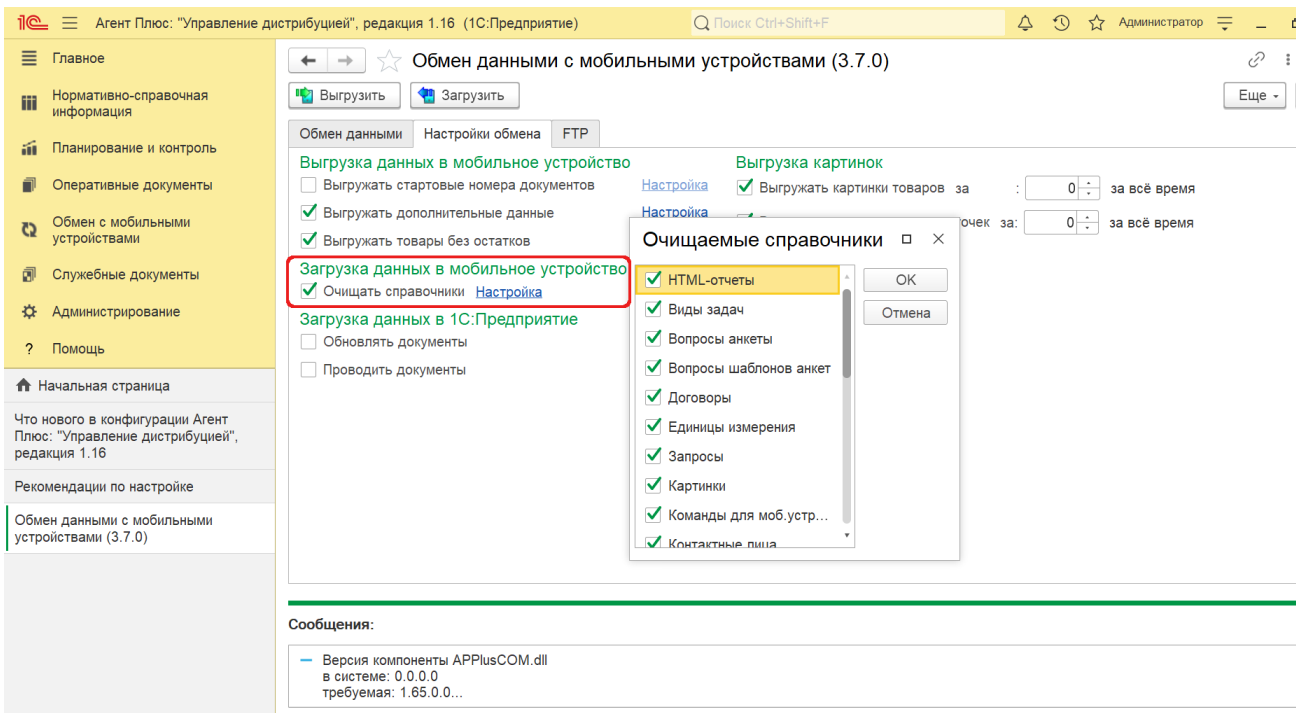 Агент Плюс: "Управление дистрибуцией", редакция 1.16 (1С:Предприятие)
Поиск Ctrl+Shift+F
Администратор
Главное
Нормативно-справочная
информация
Планирование и контроль
Оперативные документы
Обмен с мобильными
устройствами
Служебные документы
Администрирование
? Помощь
Начальная страница
Что нового в конфигурации Агент
Плюс: "Управление дистрибуцией",
редакция 1.16
Рекомендации по настройке
Обмен данными с мобильными
устройствами (3.7.0)
Обмен данными с мобильными устройствами (3.7.0)
Выгрузить
Загрузить
Еще
Обмен данными
Настройки обмена
FTP
Выгрузка данных в мобильное устройство
Выгружать стартовые номера документов Настройка
Выгружать дополнительные данные Настройка
Выгружать товары без остатков
Загрузка данных в мобильное устройство
Очищать справочники Настройка
Загрузка данных в 1С:Предприятие
Обновлять документы
Проводить документы
Выгрузка картинок
Выгружать картинки товаров за : 0 за всё время
очек за: 0 за всё время
Очищаемые справочники
HTML-отчеты
Виды задач
Вопросы анкеты
Вопросы шаблонов анкет
Договоры
Единицы измерения
Запросы
Картинки
Команды для моб.устр...
Контактные лица
OK
Отмена
Сообщения:
Версия компоненты APPlusCOM.dll
в системе: 0.0.0.0
требуемая: 1.65.0.0...